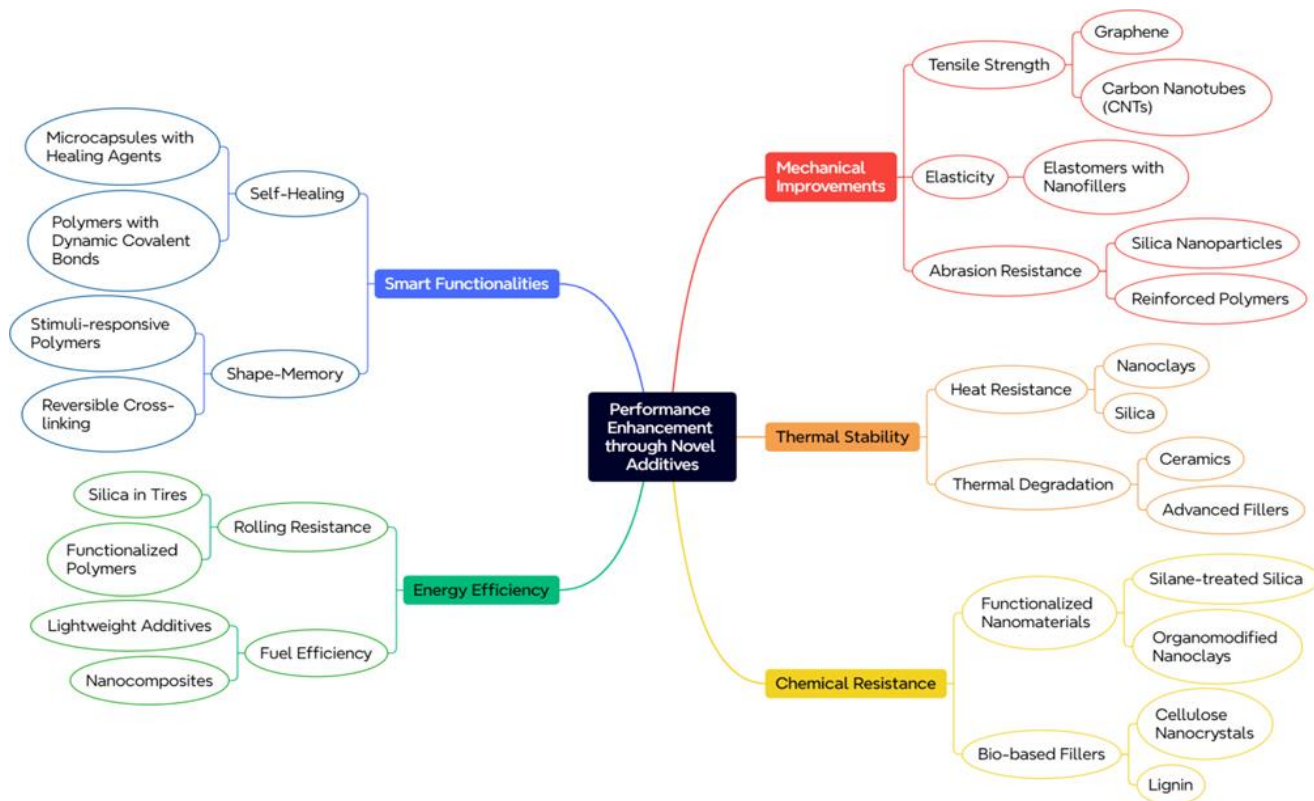 Performance
Enhancement
through Novel
Additives
Mechanical
Improvements
Tensile Strength
Graphene
Carbon Nanotubes
(CNTs)
Elasticity
Elastomers with
Nanofillers
Abrasion Resistance
Silica Nanoparticles
Reinforced Polymers
Thermal Stability
Heat Resistance
Nanoclays
Silica
Thermal Degradation
Ceramics
Advanced Fillers
Chemical Resistance
Functionalized
Nanomaterials
Silane-treated Silica
Organomodified
Nanoclays
Bio-based Fillers
Cellulose
Nanocrystals
Lignin
Smart Functionalities
Self-Healing
Microcapsules with
Healing Agents
Polymers with
Dynamic Covalent
Bonds
Shape-Memory
Stimuli-responsive
Polymers
Reversible Cross-
linking
Energy Efficiency
Rolling Resistance
Silica in Tires
Functionalized
Polymers
Fuel Efficiency
Lightweight Additives
Nanocomposites